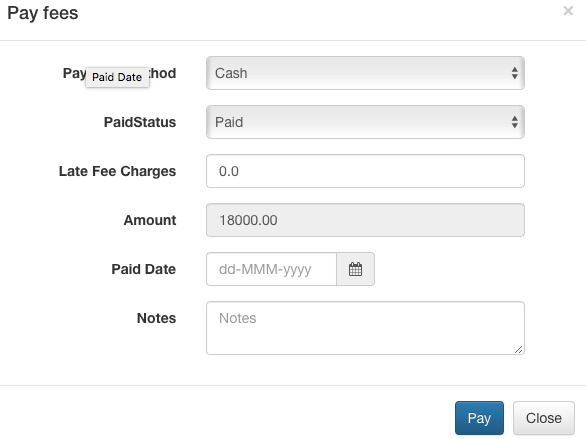 Pay fees ×
Pay Paid Date thod Cash
PaidStatus Paid
Late Fee Charges 0.0
Amount 18000.00
Paid Date dd-MMM-yyyy
Notes Notes
Pay Close